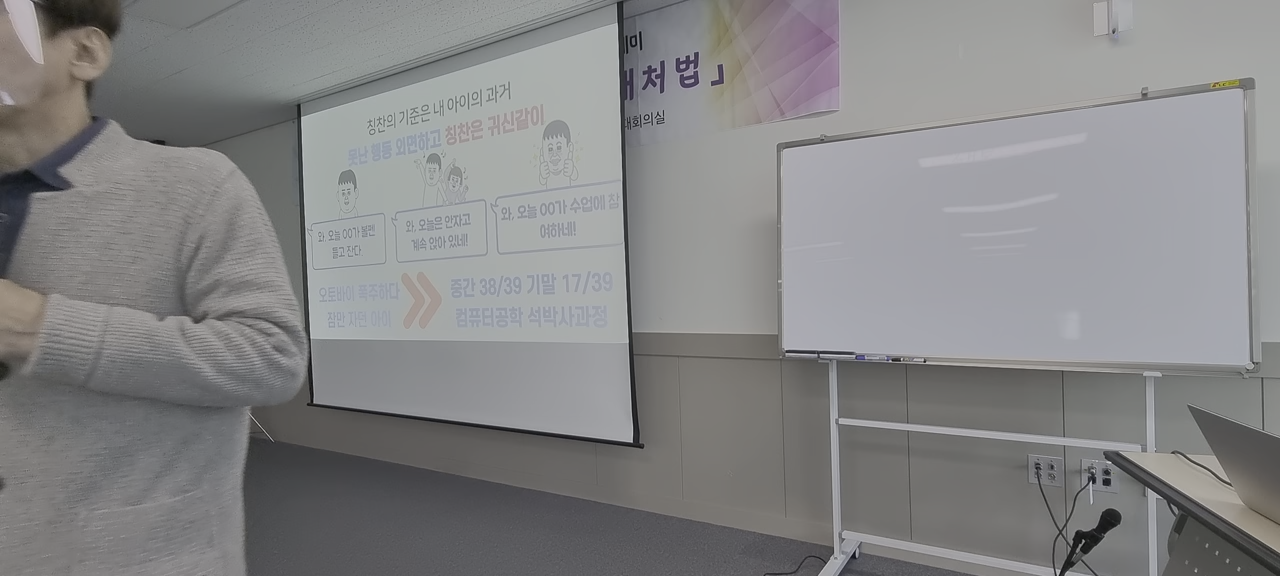 칭찬의 기준은 내 아이의 과거
못난 행동 외면하고 칭찬은 귀신같이
와, 오늘 OO가 볼펜
들고 잔다.
와, 오늘은 안자고
계속 앉아 있네!
와, 오늘 OO가 수업에 참
여하네!
오토바이 폭주하다
잠만 자던 아이
중간 38/39 기말 17/39
컴퓨터공학 석박사과정
미
처법」
대회의실